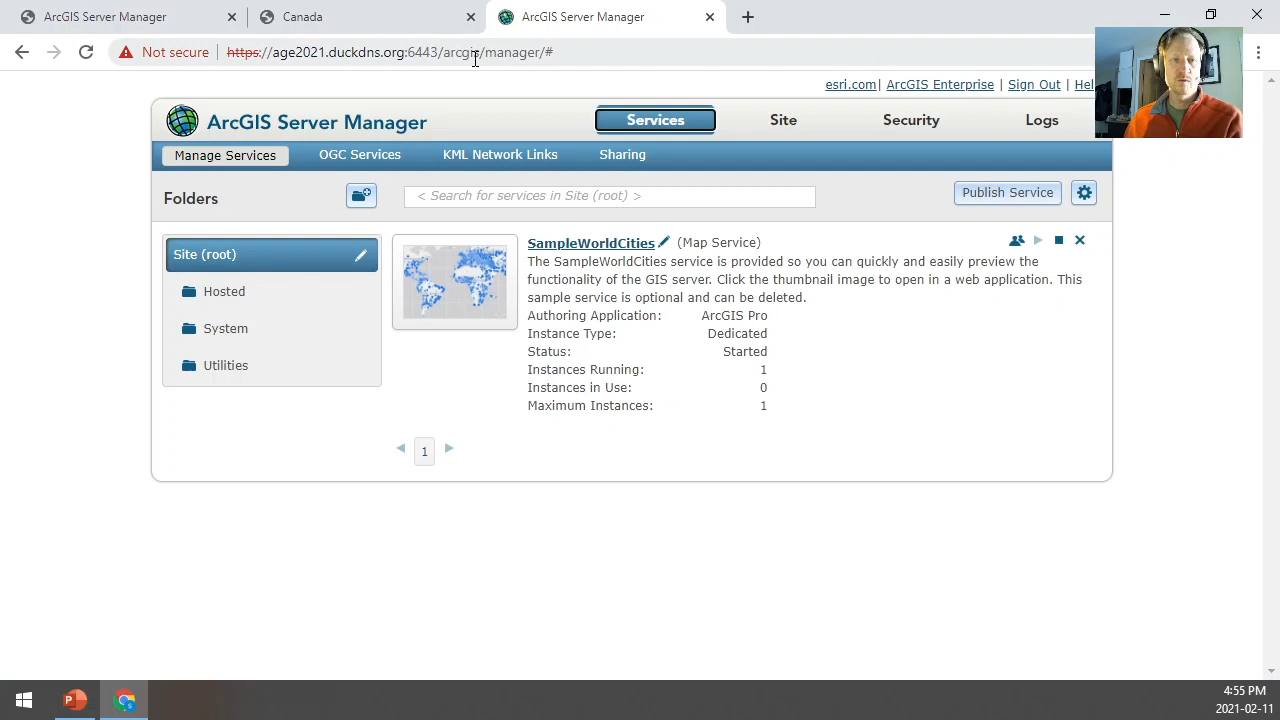 ArcGIS Server Manager
Canada
ArcGIS Server Manager
Not secure
https://age2021.duckdns.org:6443/arcgis/manager/#
esri.com| ArcGIS Enterprise | Sign Out | Hel
ArcGIS Server Manager
Services
Site
Security
Logs
Manage Services
OGC Services
KML Network Links
Sharing
Folders
< Search for services in Site (root) >
Publish Service
Site (root)
Hosted
System
Utilities
SampleWorldCities (Map Service)
The SampleWorldCities service is provided so you can quickly and easily preview the
functionality of the GIS server. Click the thumbnail image to open in a web application. This
sample service is optional and can be deleted.
Authoring Application: ArcGIS Pro
Instance Type: Dedicated
Status: Started
Instances Running: 1
Instances in Use: 0
Maximum Instances: 1
1
4:55 PM
2021-02-11